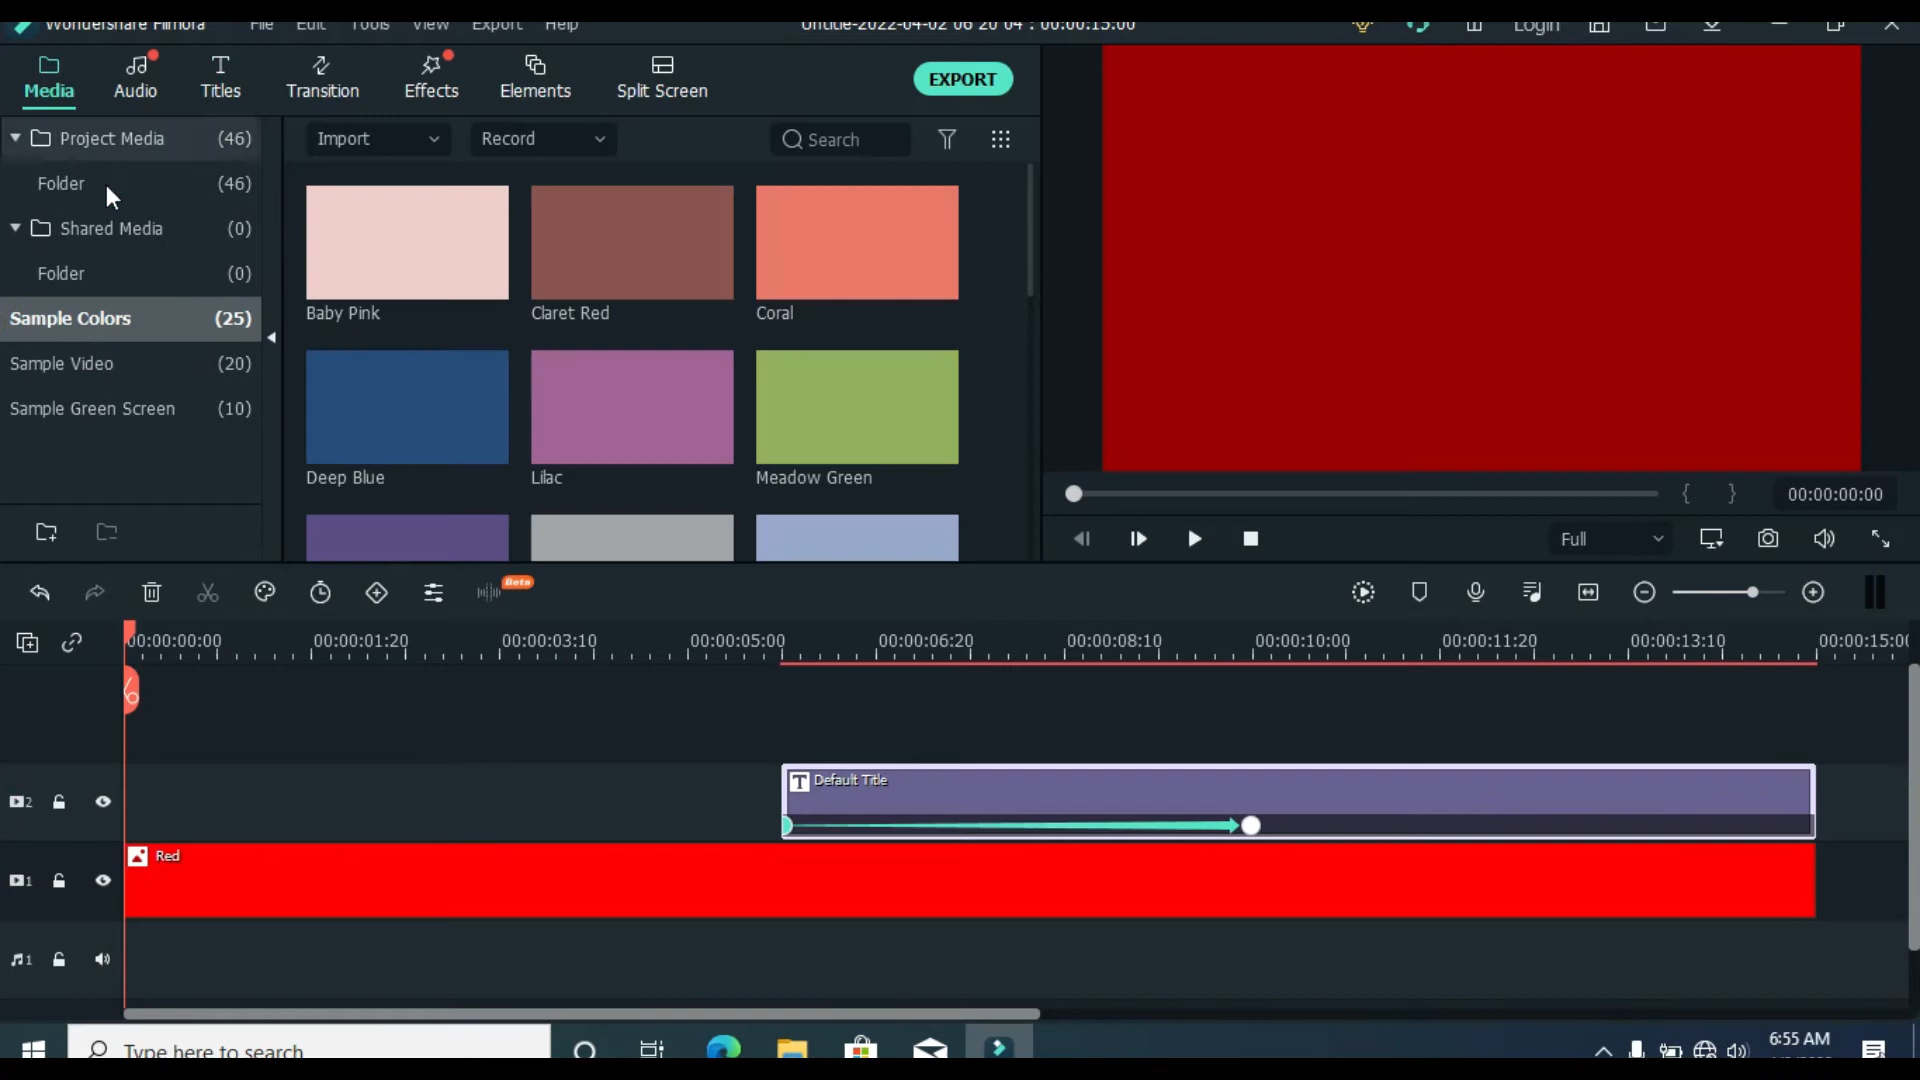 Wondershare Filmora File Edit Tools View Export Help Untitle-2022-04-02 06 20 04 : 00:00:15:00 Login
Media Audio Titles Transition Effects Elements Split Screen EXPORT
Project Media (46)
Folder (46)
Shared Media (0)
Folder (0)
Sample Colors (25)
Sample Video (20)
Sample Green Screen (10)
Import Record Search
Baby Pink Claret Red Coral
Deep Blue Lilac Meadow Green
{ } 00:00:00:00
Full
Beta
00:00:00:00 00:00:01:20 00:00:03:10 00:00:05:00 00:00:06:20 00:00:08:10 00:00:10:00 00:00:11:20 00:00:13:10 00:00:15:00
2 T Default Title
1 Red
1
Type here to search 6:55 AM